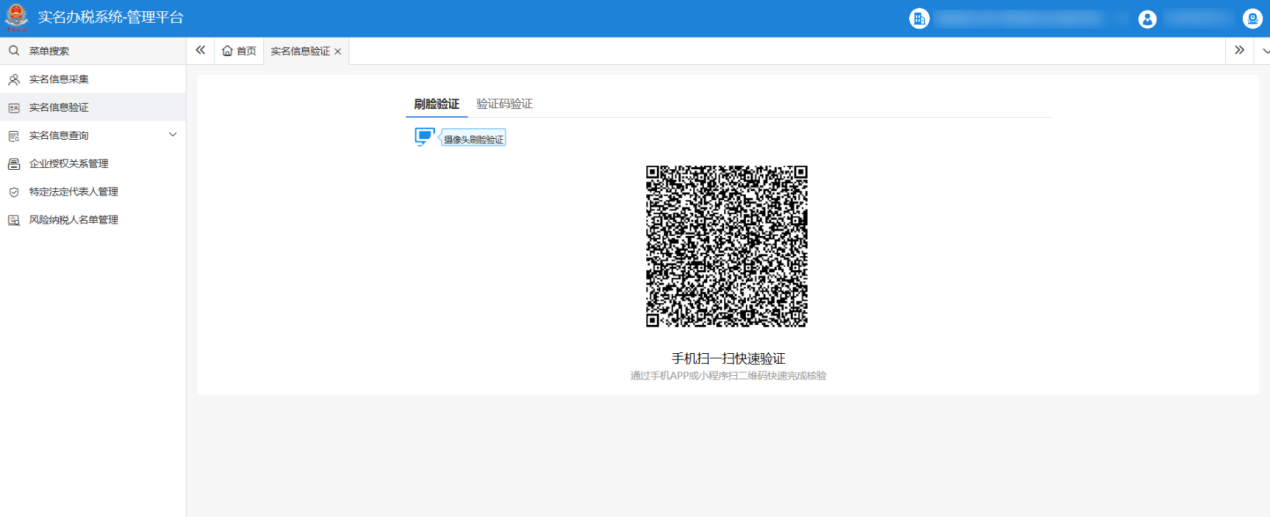 实名办税系统-管理平台
菜单搜索
首页
实名信息验证
实名信息采集
实名信息验证
实名信息查询
企业授权关系管理
特定法定代表人管理
风险纳税人名单管理
刷脸验证
验证码验证
摄像头刷脸验证
手机扫一扫快速验证
通过手机APP或小程序扫二维码快速完成核验